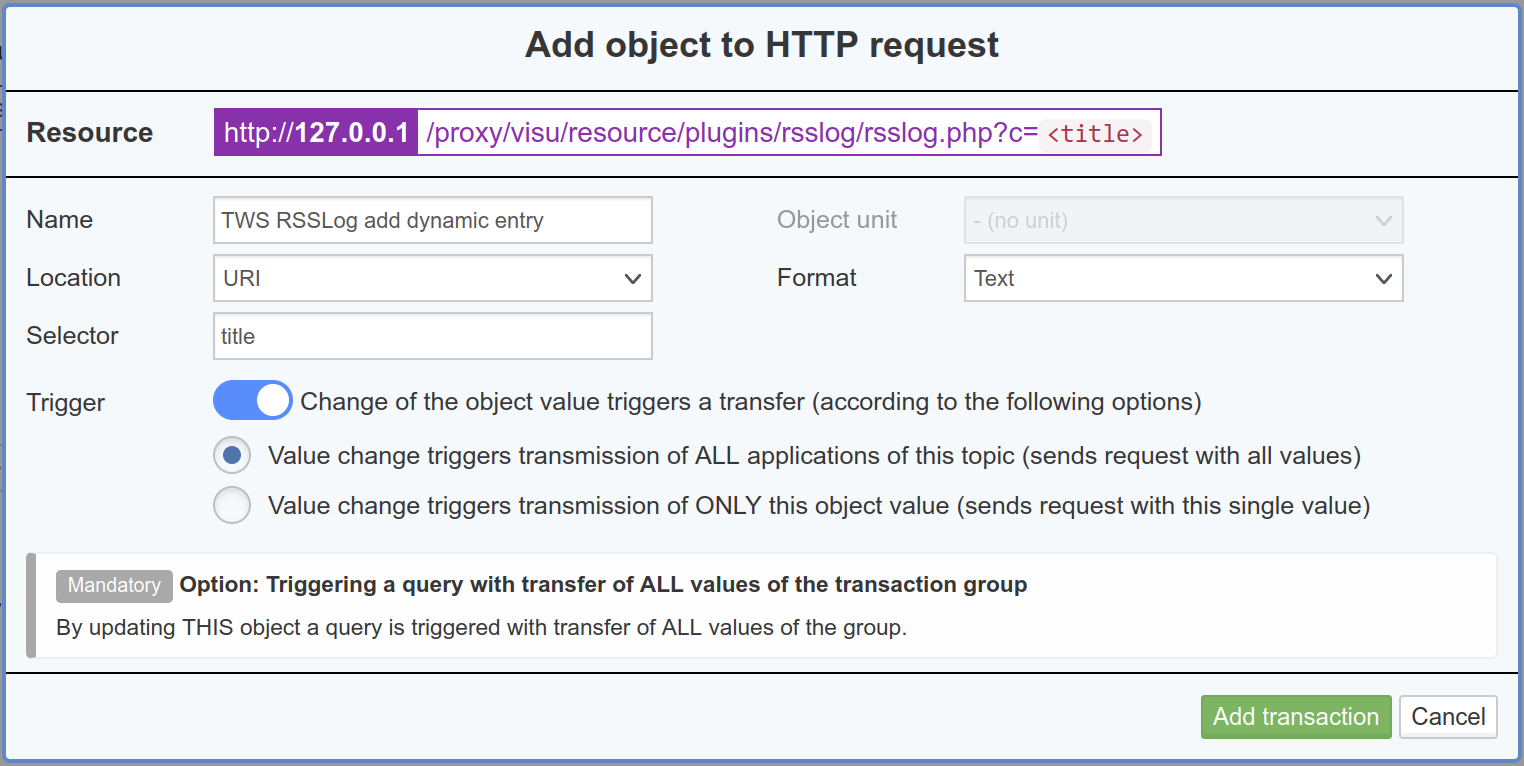 Add object to HTTP request
Resource http://127.0.0.1 /proxy/visu/resource/plugins/rsslog/rsslog.php?c=<title>
Name TWS RSSLog add dynamic entry Object unit - (no unit)
Location URI Format Text
Selector title
Trigger Change of the object value triggers a transfer (according to the following options)
Value change triggers transmission of ALL applications of this topic (sends request with all values)
Value change triggers transmission of ONLY this object value (sends request with this single value)
Mandatory Option: Triggering a query with transfer of ALL values of the transaction group
By updating THIS object a query is triggered with transfer of ALL values of the group.
Add transaction Cancel